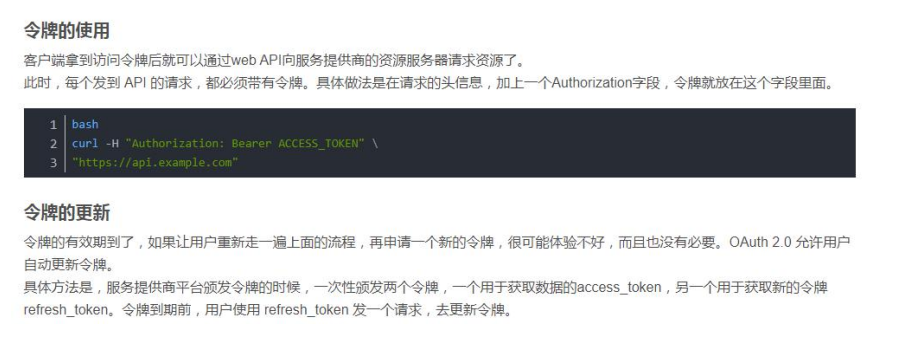 令牌的使用
客户端拿到访问令牌后就可以通过web API向服务提供商的资源服务器请求资源了。
此时，每个发到 API 的请求，都必须带有令牌。具体做法是在请求的头信息，加上一个Authorization字段，令牌就放在这个字段里面。
1 bash
2 curl -H "Authorization: Bearer ACCESS_TOKEN" \
3 "https://api.example.com"
令牌的更新
令牌的有效期到了，如果让用户重新走一遍上面的流程，再申请一个新的令牌，很可能体验不好，而且也没有必要。OAuth 2.0 允许用户
自动更新令牌。
具体方法是，服务提供商平台颁发令牌的时候，一次性颁发两个令牌，一个用于获取数据的access_token，另一个用于获取新的令牌
refresh_token。令牌到期前，用户使用 refresh_token 发一个请求，去更新令牌。